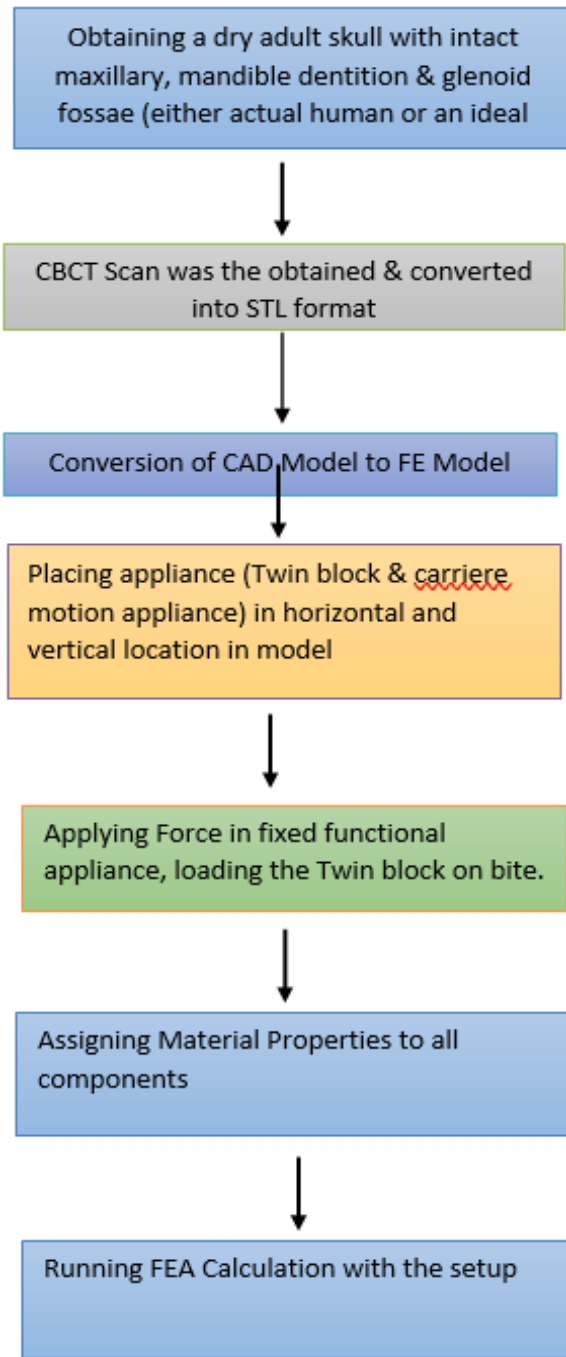 Obtaining a dry adult skull with intact
maxillary, mandible dentition & glenoid
fossae (either actual human or an ideal
CBCT Scan was the obtained & converted
into STL format
Conversion of CAD Model to FE Model
Placing appliance (Twin block & carriere
motion appliance) in horizontal and
vertical location in model
Applying Force in fixed functional
appliance, loading the Twin block on bite.
Assigning Material Properties to all
components
Running FEA Calculation with the setup